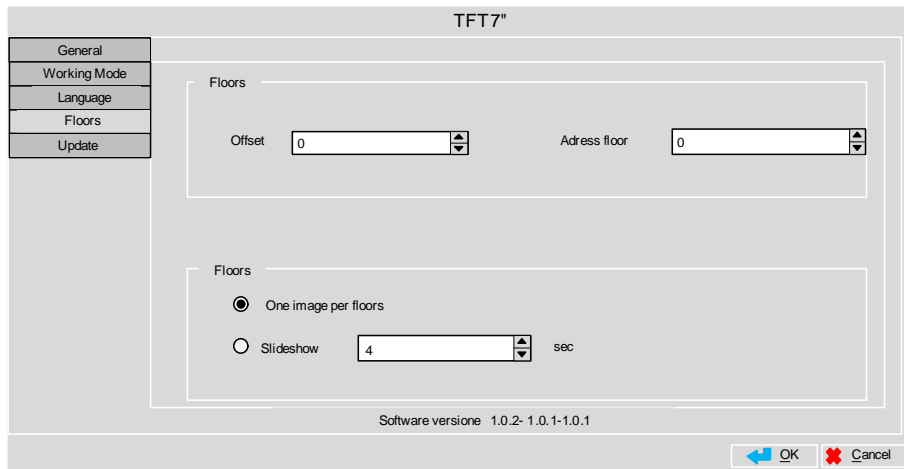 TFT7"
General
Working Mode
Language
Floors
Update
Floors
Offset 0 Adress floor 0
Floors
One image per floors
Slideshow 4 sec
Software versione 1.0.2- 1.0.1-1.0.1
OK Cancel